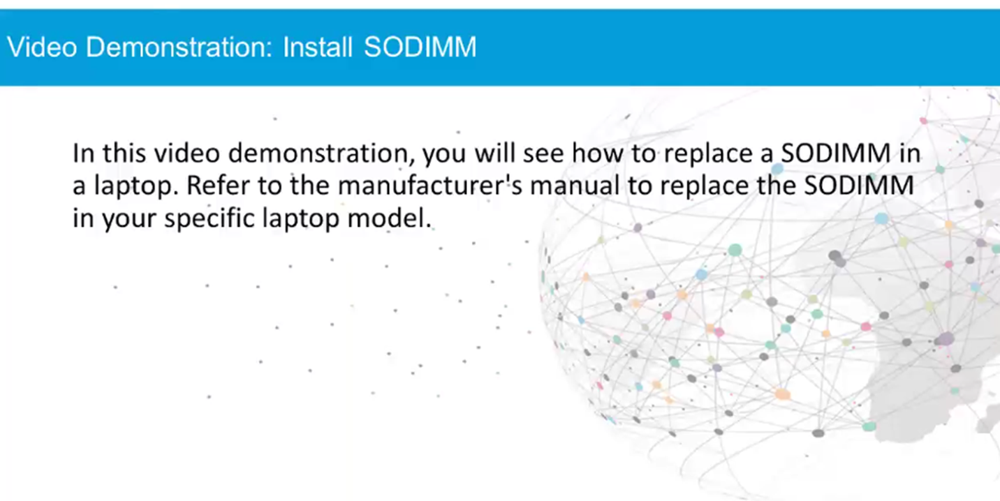 Video Demonstration: Install SODIMM
In this video demonstration, you will see how to replace a SODIMM in
a laptop. Refer to the manufacturer's manual to replace the SODIMM
in your specific laptop model.